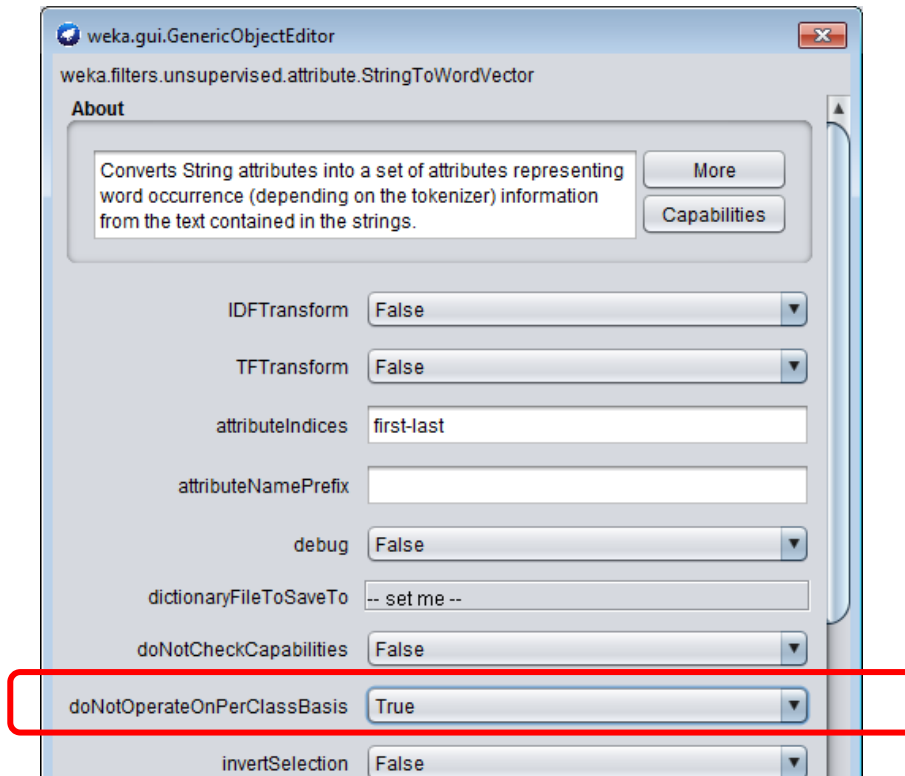 weka.gui.GenericObjectEditor
weka.filters.unsupervised.attribute.StringToWordVector
About
Converts String attributes into a set of attributes representing
word occurrence (depending on the tokenizer) information
from the text contained in the strings.
More
Capabilities
IDFTransform False
TFTransform False
attributeIndices first-last
attributeNamePrefix
debug False
dictionaryFileToSaveTo -- set me --
doNotCheckCapabilities False
doNotOperateOnPerClassBasis True
invertSelection False